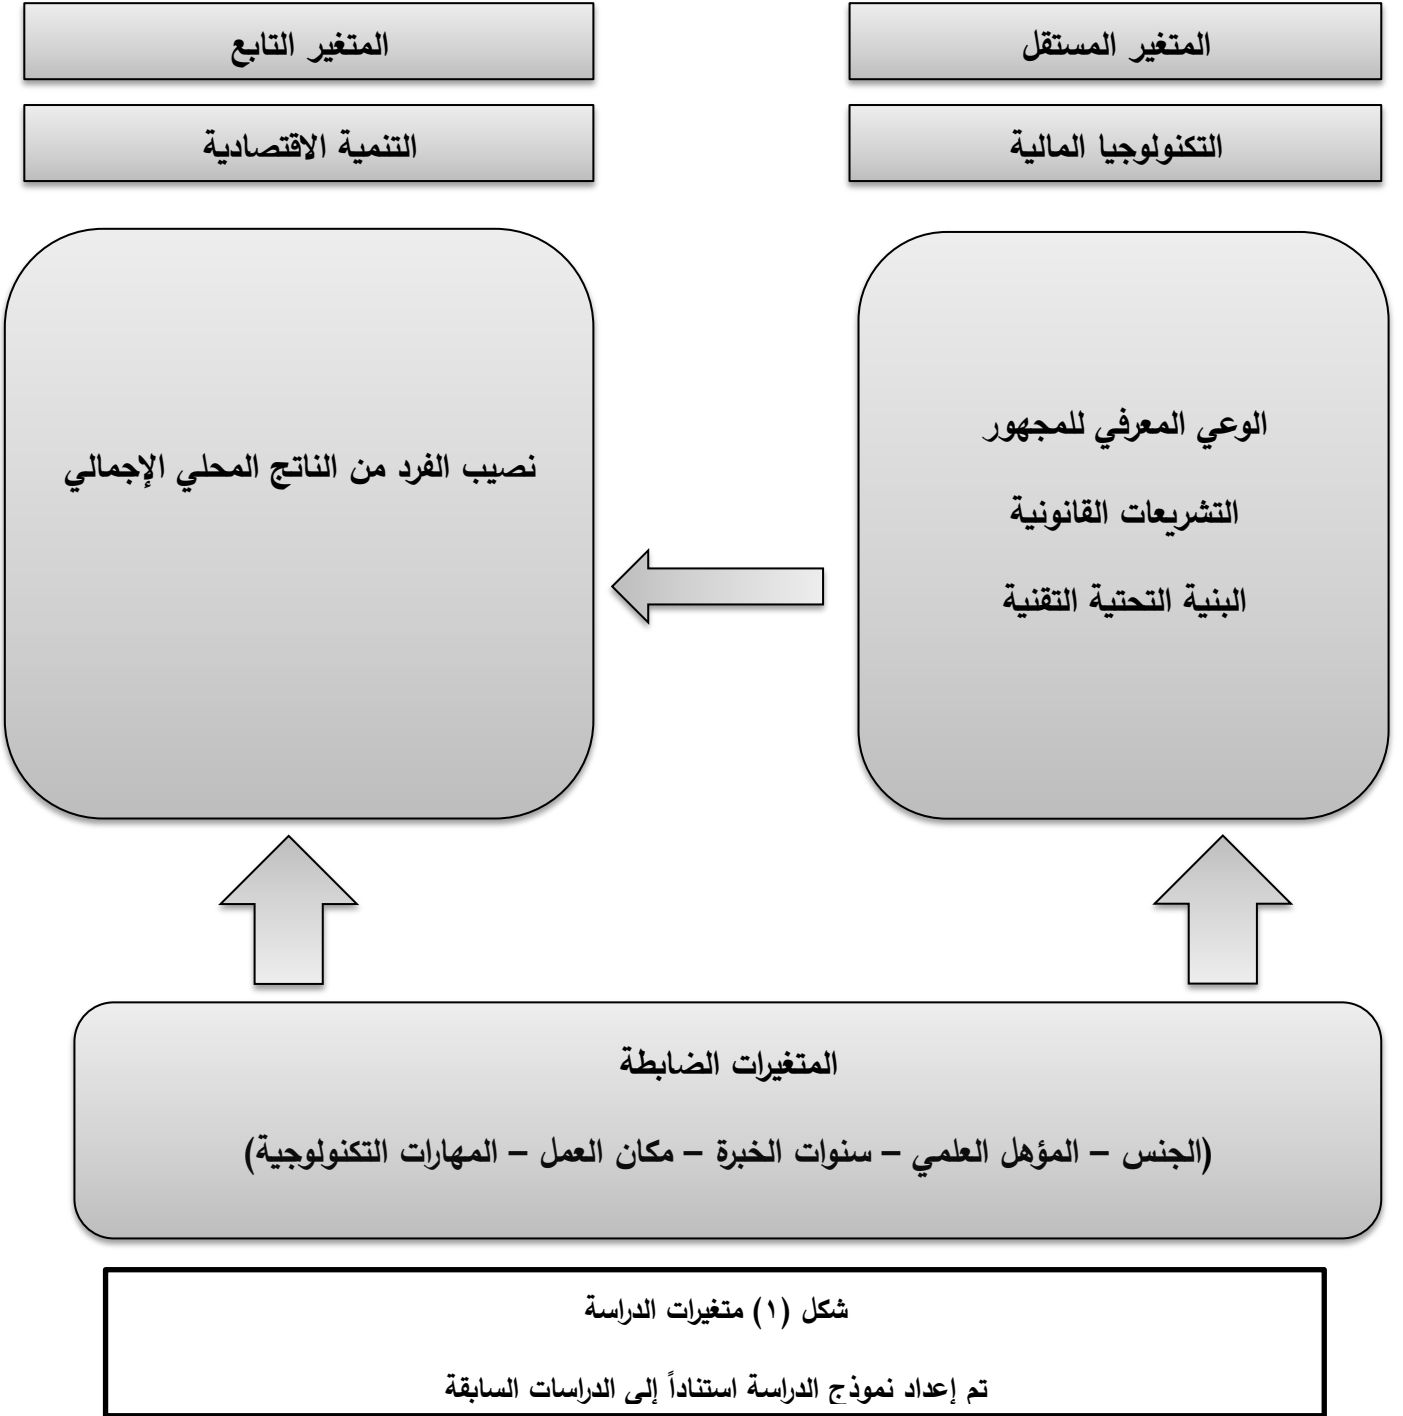 المتغير المستقل
المتغير التابع
التكنولوجيا المالية
التنمية الاقتصادية
الوعي المعرفي للمجهور
التشريعات القانونية
البنية التحتية التقنية
نصيب الفرد من الناتج المحلي الإجمالي
المتغيرات الضابطة
(الجنس – المؤهل العلمي – سنوات الخبرة – مكان العمل – المهارات التكنولوجية)
شكل (١) متغيرات الدراسة
تم إعداد نموذج الدراسة استناداً إلى الدراسات السابقة